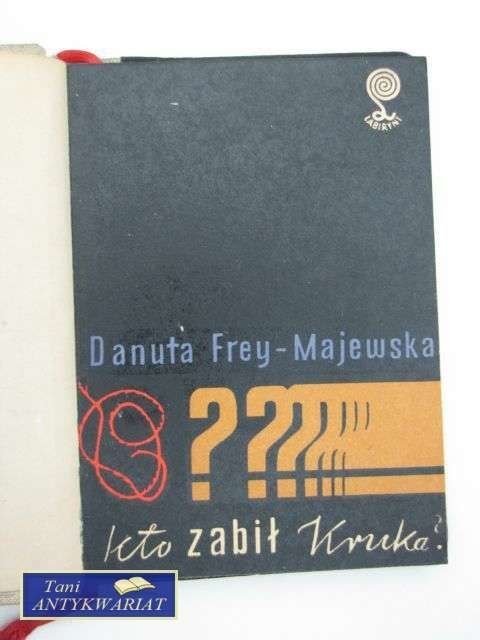 LABIRYNT
Danuta Frey-Majewska
???
kto zabił Kruka?
Tani
ANTYKWARIAT